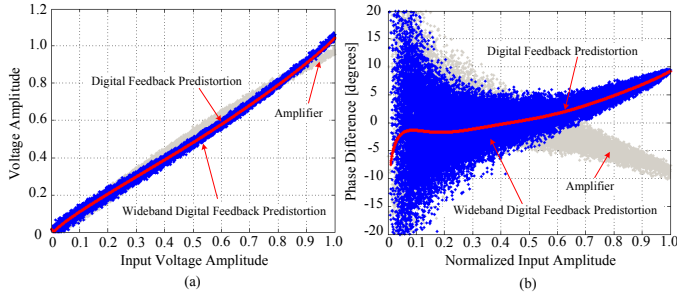 1.2
1.0
0.8
0.6
0.4
0.2
0
Voltage Amplitude
Digital Feedback Predistortion
Amplifier
Wideband Digital Feedback Predistortion
0 0.1 0.2 0.3 0.4 0.5 0.6 0.7 0.8 0.9 1.0
Input Voltage Amplitude
(a)
20
15
10
5
0
-5
-10
-15
-20
Phase Difference [degrees]
Digital Feedback
Predistortion
Amplifier
Wideband Digital Feedback Predistortion
0 0.1 0.2 0.3 0.4 0.5 0.6 0.7 0.8 0.9 1.0
Normalized Input Amplitude
(b)